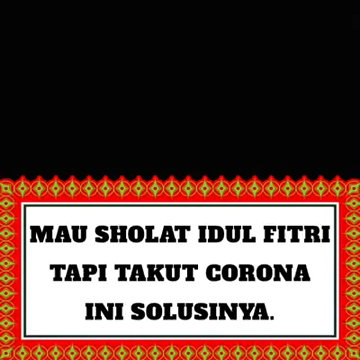 MAU SHOLAT IDUL FITRI
TAPI TAKUT CORONA
INI SOLUSINYA.